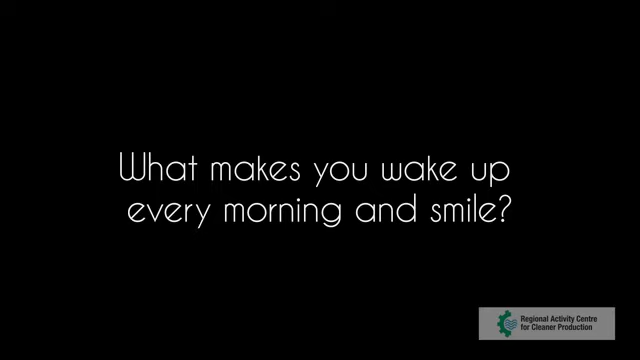 What makes you wake up
every morning and smile?
Regional Activity Centre
for Cleaner Production